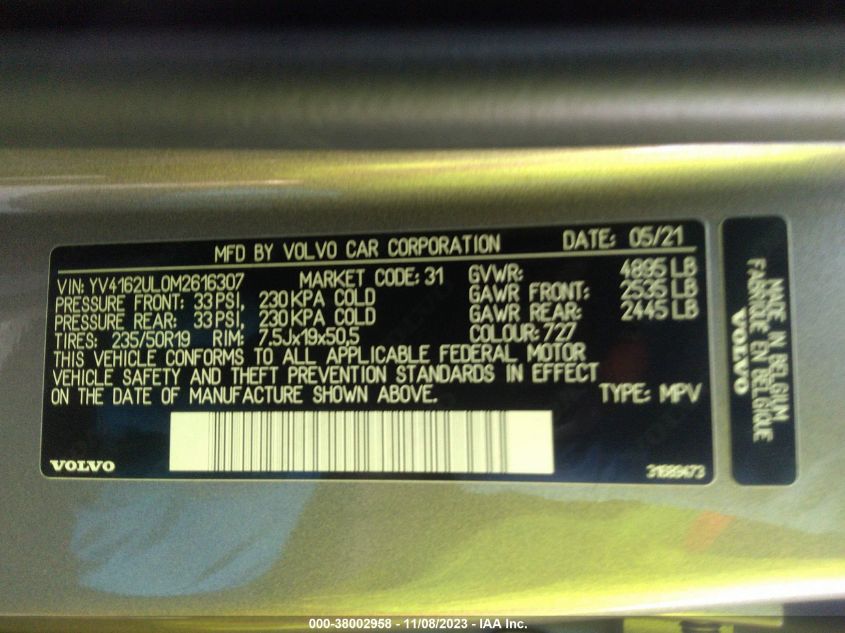 MFD BY VOLVO CAR CORPORATION DATE: 05/21
VIN: YV4162UL0M2616307 MARKET CODE: 31 GVWR: 4895 LB
PRESSURE FRONT: 33 PSI, 230 KPA COLD GAWR FRONT: 2535 LB
PRESSURE REAR: 33 PSI, 230 KPA COLD GAWR REAR: 2445 LB
TIRES: 235/50R19 RIM: 7,5Jx19x50,5 COLOUR: 727
THIS VEHICLE CONFORMS TO ALL APPLICABLE FEDERAL MOTOR
VEHICLE SAFETY AND THEFT PREVENTION STANDARDS IN EFFECT
ON THE DATE OF MANUFACTURE SHOWN ABOVE. TYPE: MPV
VOLVO 31689473
MADE IN BELGIUM
FABRIQUÉ EN BELGIQUE
VOLVO
000-38002958 - 11/08/2023 - IAA Inc.